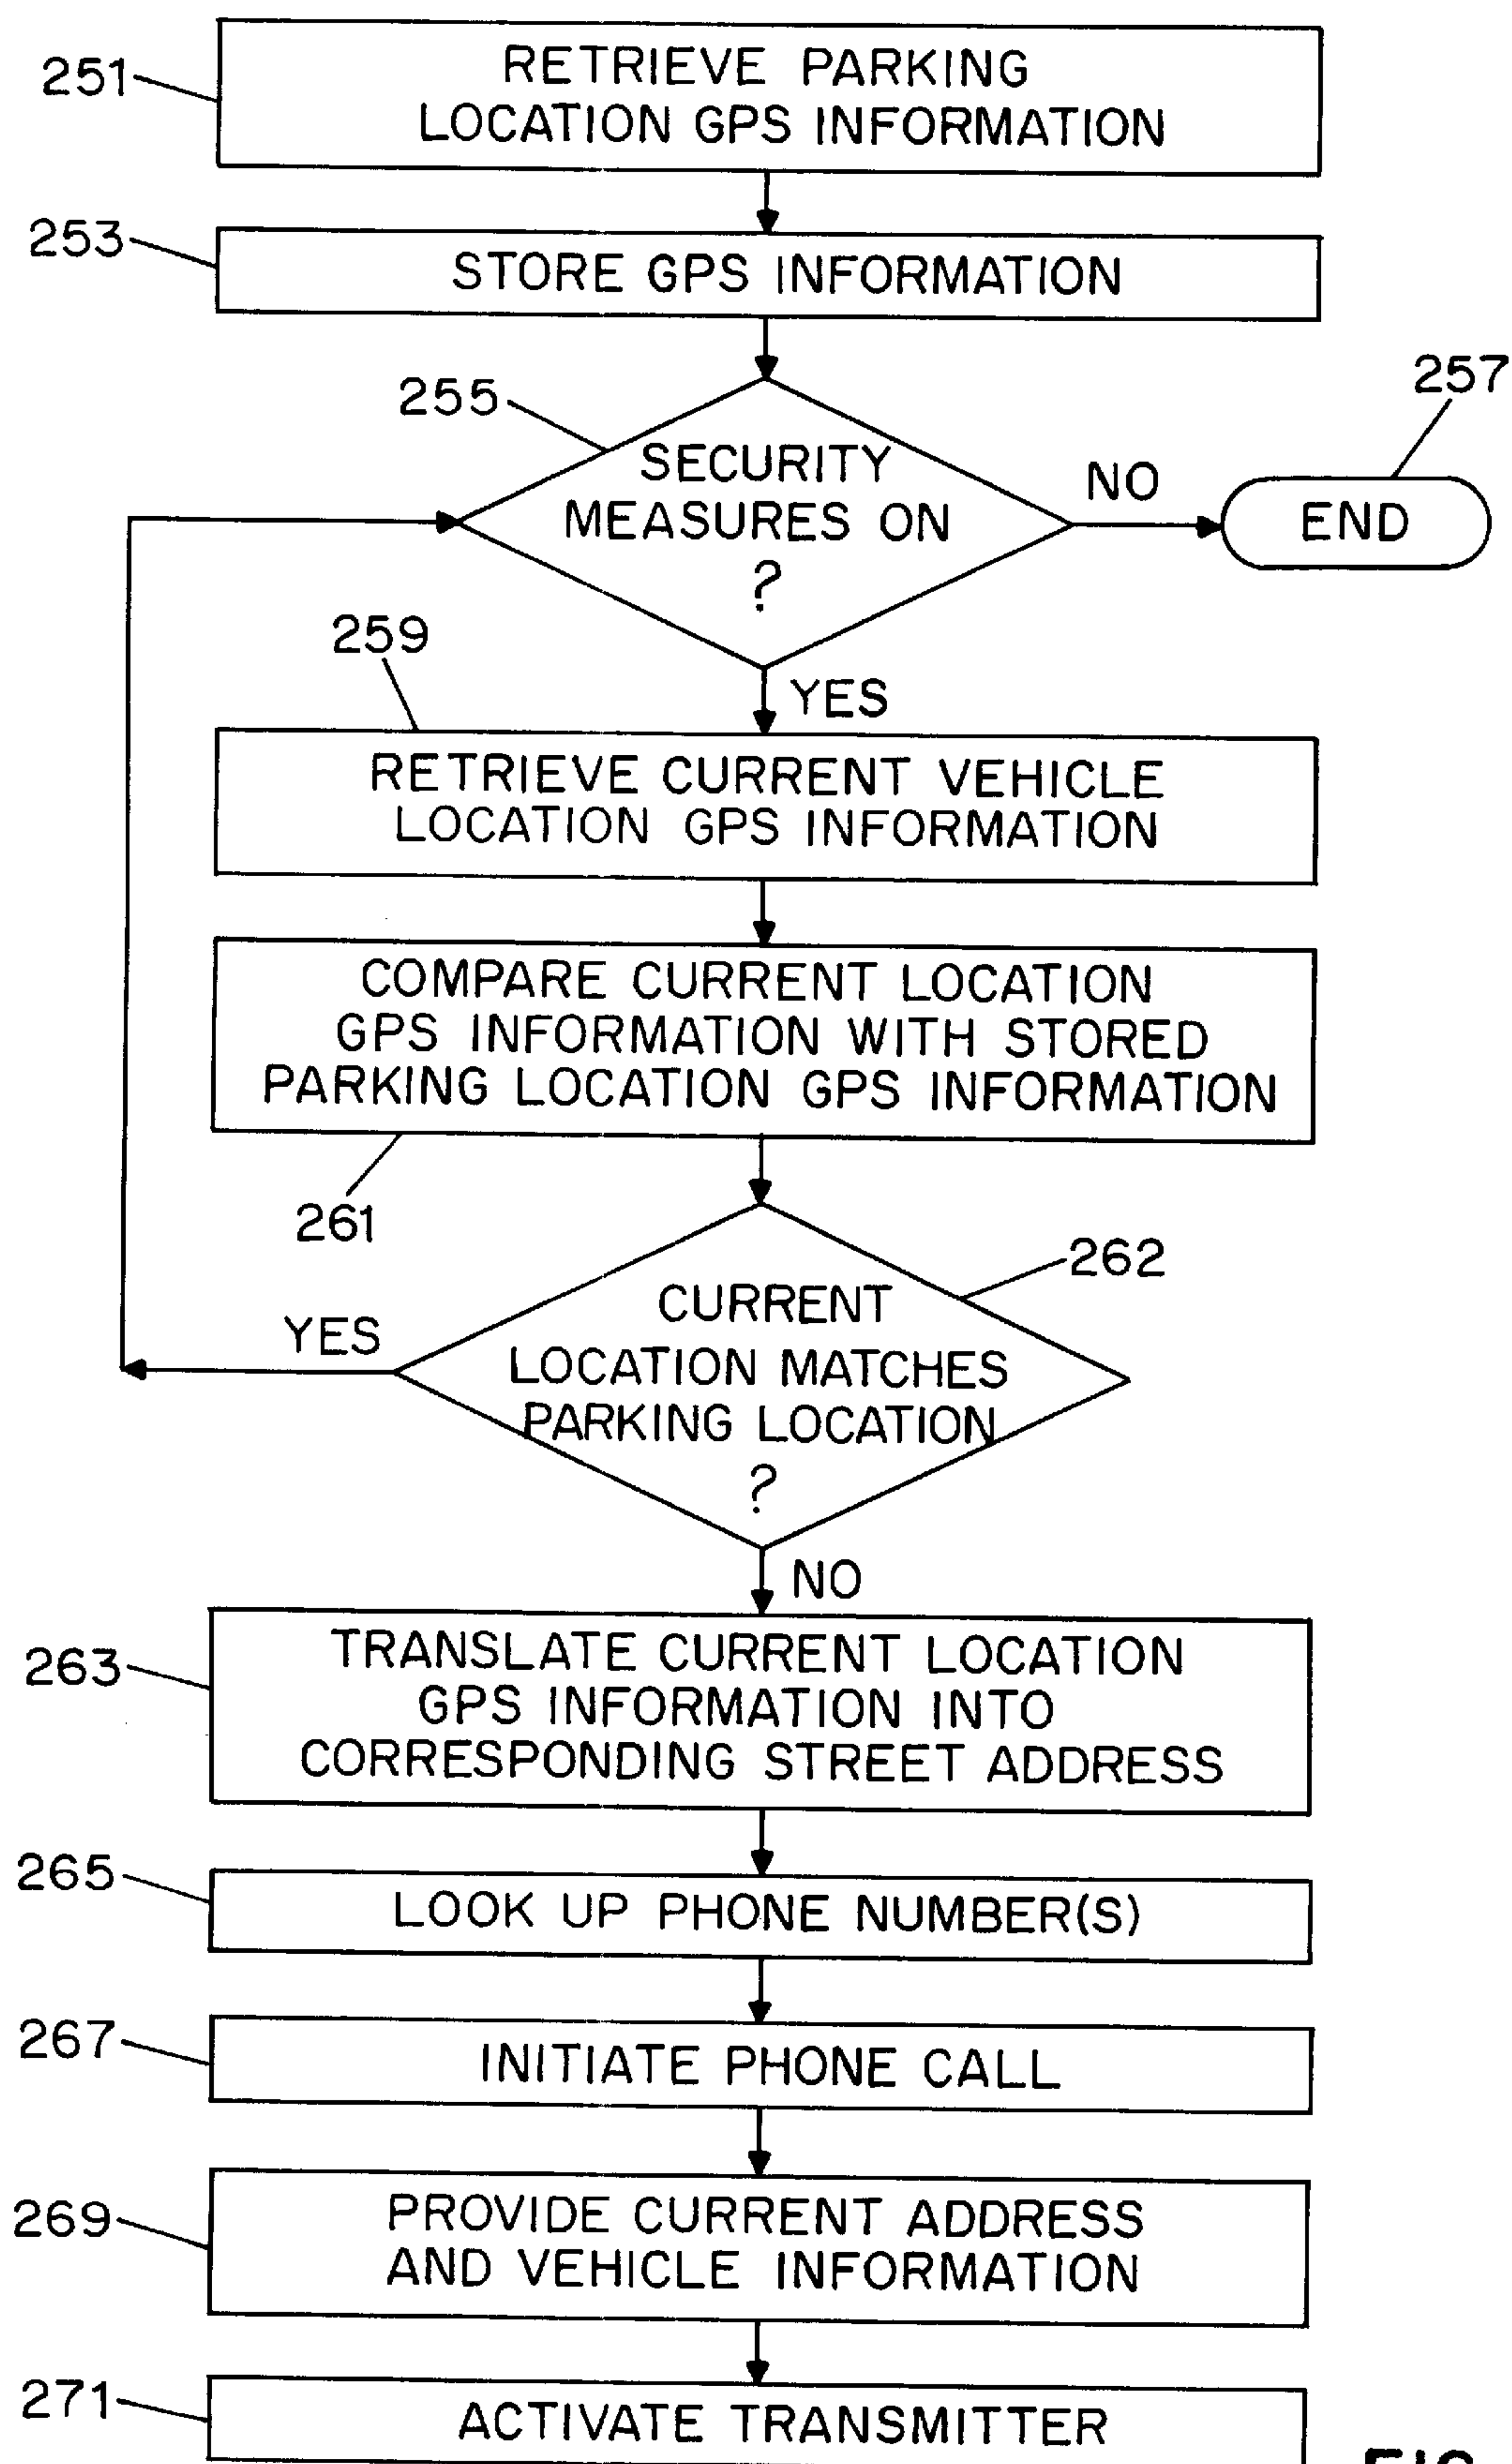 251
RETRIEVE PARKING
LOCATION GPS INFORMATION
253
STORE GPS INFORMATION
255
SECURITY
MEASURES ON
?
NO
257
END
YES
259
RETRIEVE CURRENT VEHICLE
LOCATION GPS INFORMATION
COMPARE CURRENT LOCATION
GPS INFORMATION WITH STORED
PARKING LOCATION GPS INFORMATION
261
262
CURRENT
LOCATION MATCHES
PARKING LOCATION
?
YES
NO
263
TRANSLATE CURRENT LOCATION
GPS INFORMATION INTO
CORRESPONDING STREET ADDRESS
265
LOOK UP PHONE NUMBER(S)
267
INITIATE PHONE CALL
269
PROVIDE CURRENT ADDRESS
AND VEHICLE INFORMATION
271
ACTIVATE TRANSMITTER